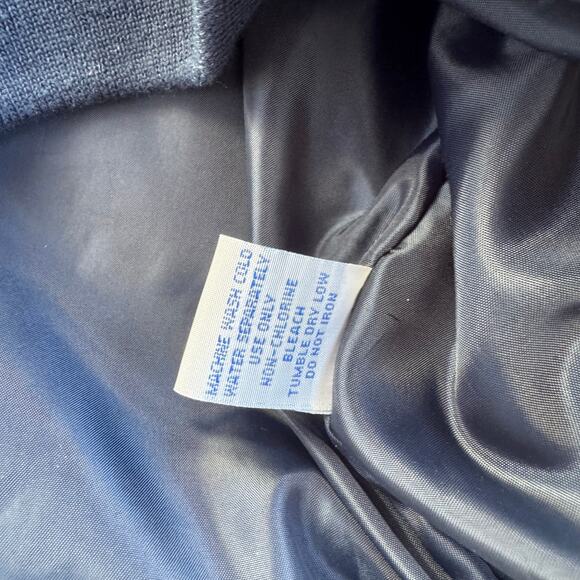 MACHINE WASH COLD
WATER SEPARATELY
USE ONLY
NON-CHLORINE
BLEACH
TUMBLE DRY LOW
DO NOT IRON